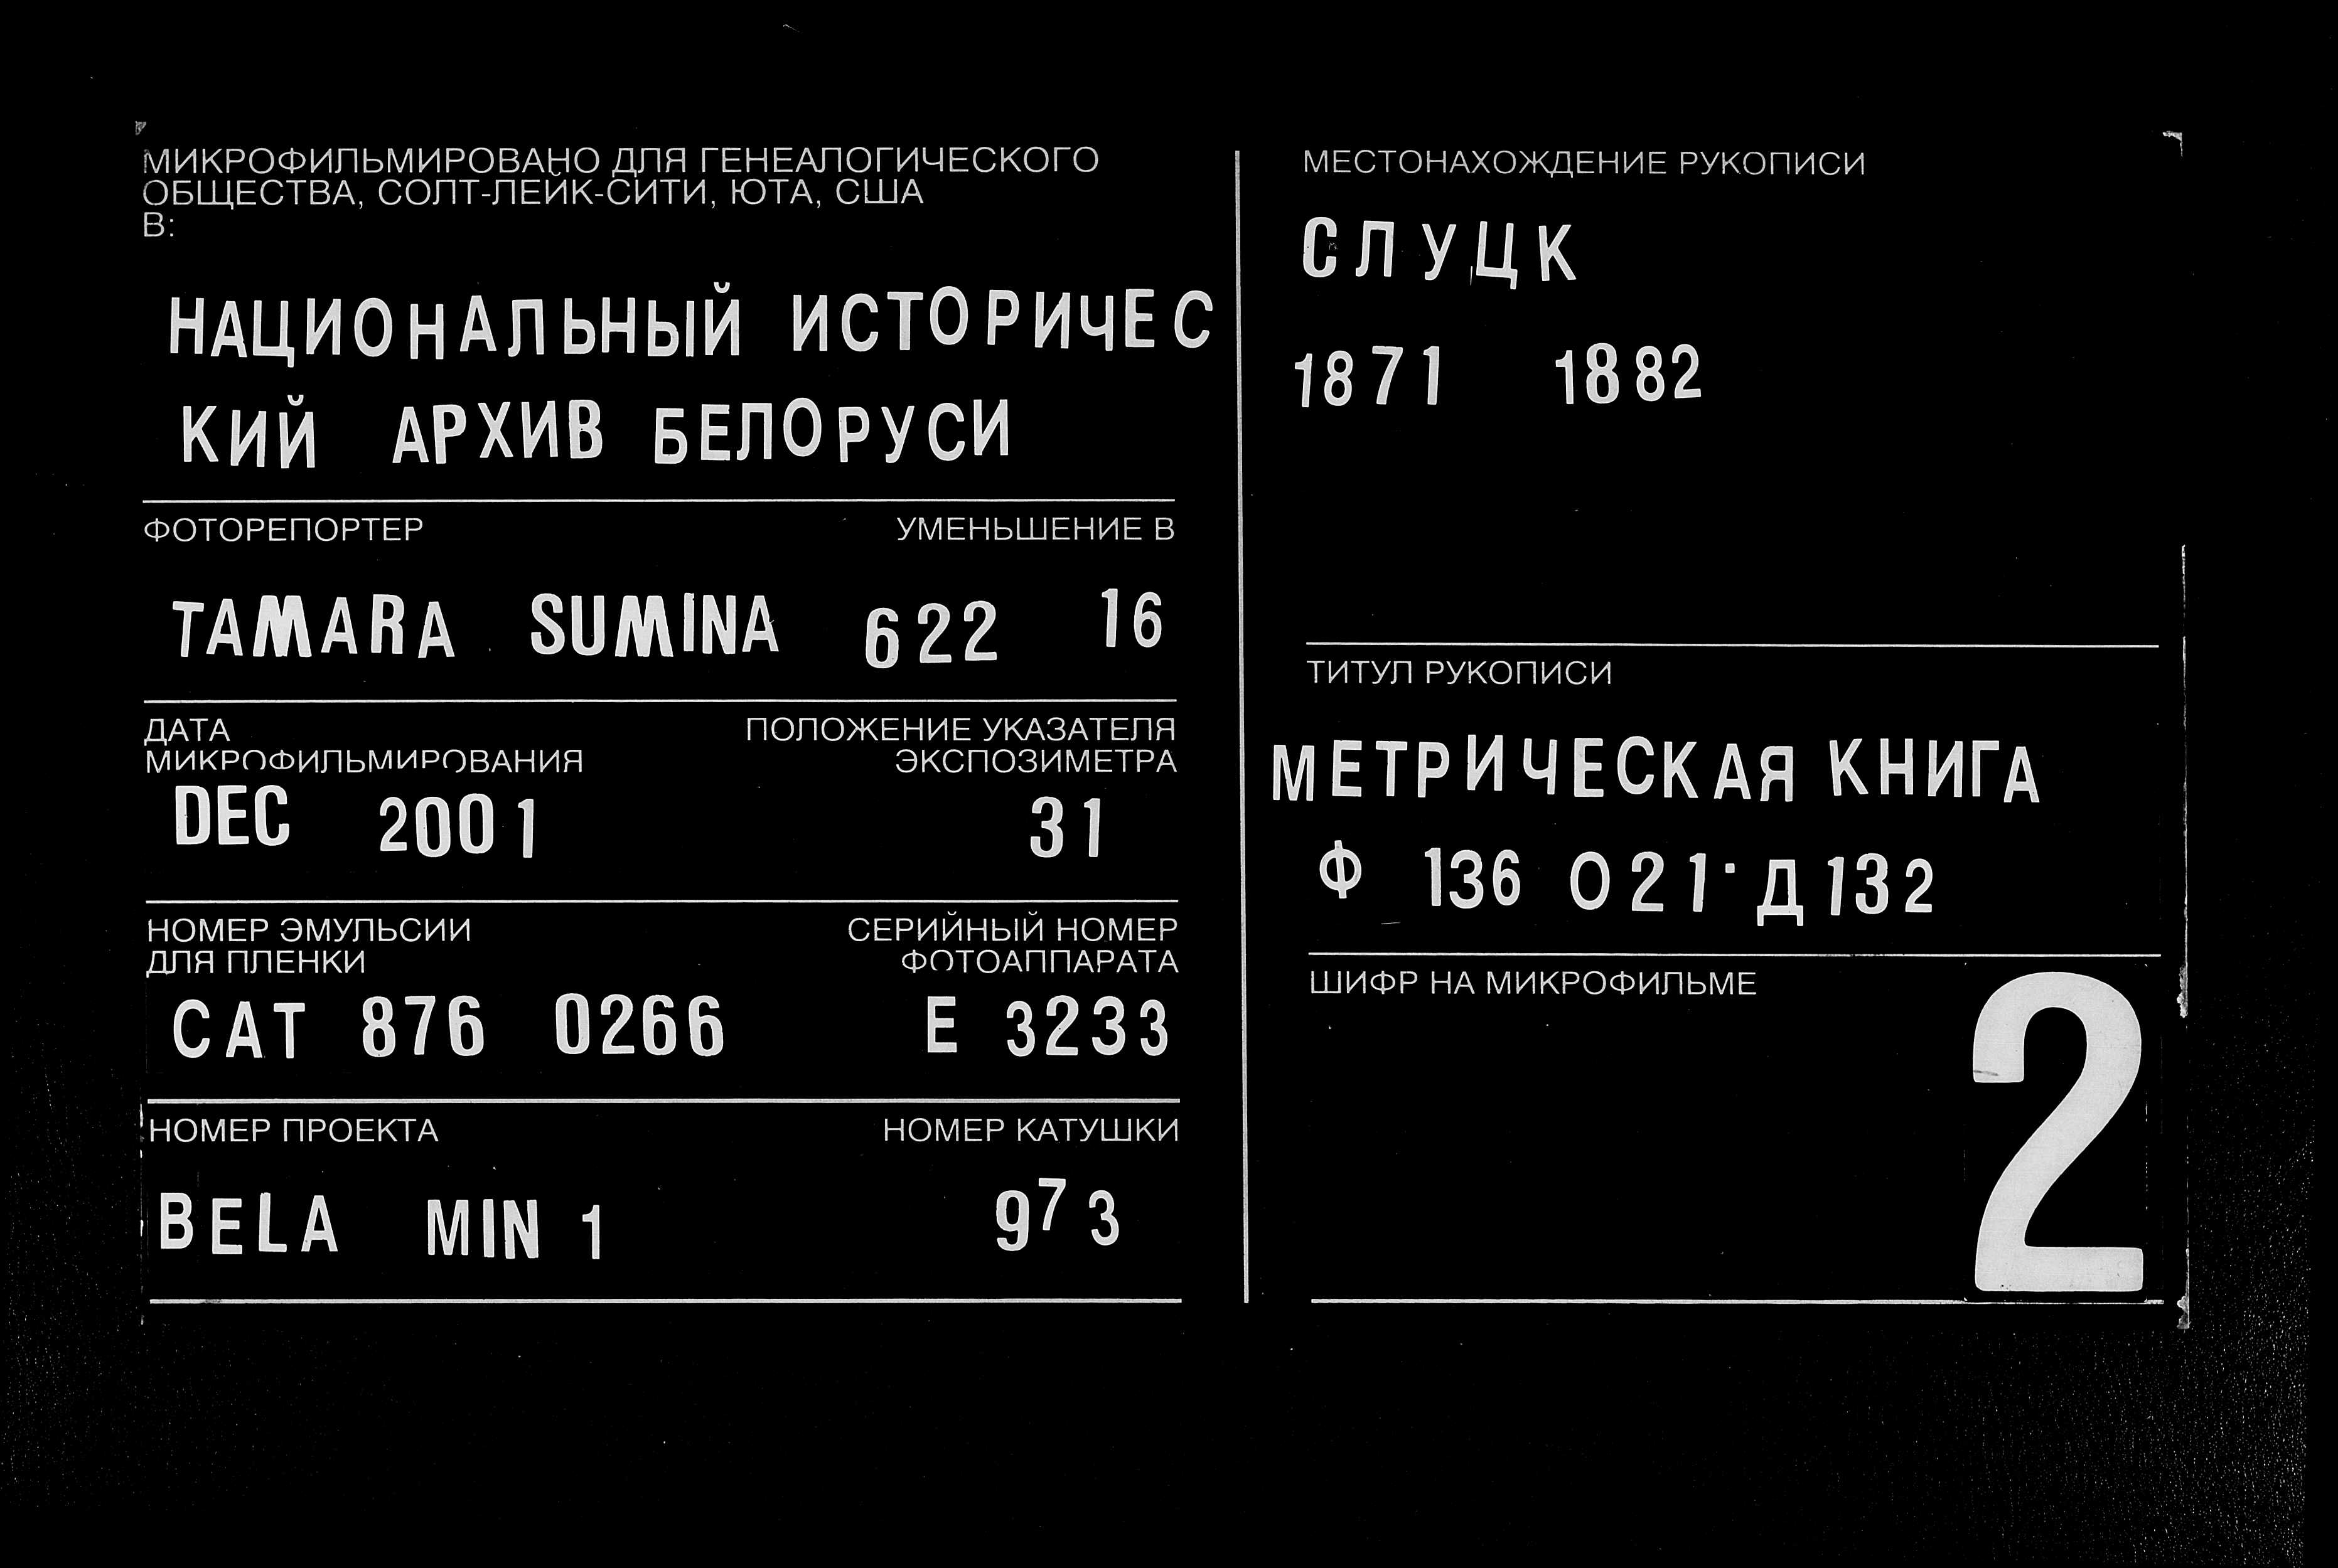 МИКРОФИЛЬМИРОВАНО ДЛЯ ГЕНЕАЛОГИЧЕСКОГО
ОБЩЕСТВА, СОЛТ-ЛЕЙК-СИТИ, ЮТА, США
В:
НАЦИОНАЛЬНЫЙ ИСТОРИЧЕС
КИЙ АРХИВ БЕЛОРУСИ
ФОТОРЕПОРТЕР УМЕНЬШЕНИЕ В
TAMARA SUMINA 622 16
ДАТА ПОЛОЖЕНИЕ УКАЗАТЕЛЯ
МИКРОФИЛЬМИРОВАНИЯ ЭКСПОЗИМЕТРА
DEC 2001 31
НОМЕР ЭМУЛЬСИИ СЕРИЙНЫЙ НОМЕР
ДЛЯ ПЛЕНКИ ФОТОАППАРАТА
CAT 876 0266 E 3233
НОМЕР ПРОЕКТА НОМЕР КАТУШКИ
BELA MIN 1 973
МЕСТОНАХОЖДЕНИЕ РУКОПИСИ
СЛУЦК
1871 1882
ТИТУЛ РУКОПИСИ
МЕТРИЧЕСКАЯ КНИГА
Ф 136 О21· Д132
ШИФР НА МИКРОФИЛЬМЕ
2